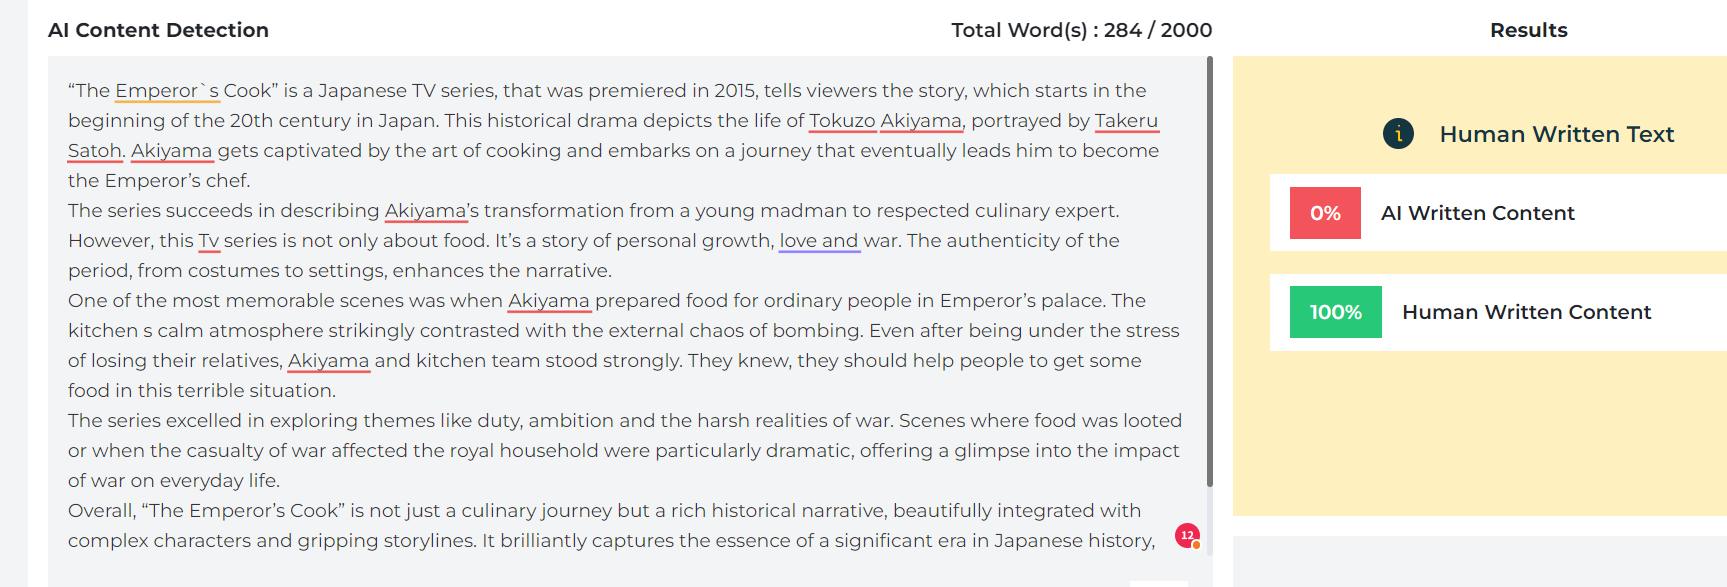 AI Content Detection
Total Word(s) : 284 / 2000
Results
“The Emperor`s Cook” is a Japanese TV series, that was premiered in 2015, tells viewers the story, which starts in the
beginning of the 20th century in Japan. This historical drama depicts the life of Tokuzo Akiyama, portrayed by Takeru
Satoh. Akiyama gets captivated by the art of cooking and embarks on a journey that eventually leads him to become
the Emperor’s chef.
The series succeeds in describing Akiyama’s transformation from a young madman to respected culinary expert.
However, this Tv series is not only about food. It’s a story of personal growth, love and war. The authenticity of the
period, from costumes to settings, enhances the narrative.
One of the most memorable scenes was when Akiyama prepared food for ordinary people in Emperor’s palace. The
kitchen s calm atmosphere strikingly contrasted with the external chaos of bombing. Even after being under the stress
of losing their relatives, Akiyama and kitchen team stood strongly. They knew, they should help people to get some
food in this terrible situation.
The series excelled in exploring themes like duty, ambition and the harsh realities of war. Scenes where food was looted
or when the casualty of war affected the royal household were particularly dramatic, offering a glimpse into the impact
of war on everyday life.
Overall, “The Emperor’s Cook” is not just a culinary journey but a rich historical narrative, beautifully integrated with
complex characters and gripping storylines. It brilliantly captures the essence of a significant era in Japanese history,
12
i Human Written Text
0% AI Written Content
100% Human Written Content